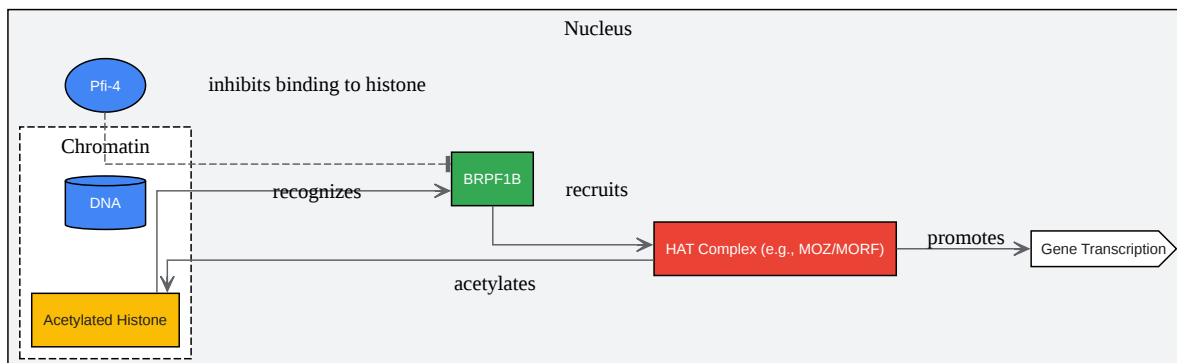 Nucleus
Pfi-4
inhibits binding to histone
Chromatin
BRPF1B
DNA
recognizes
recruits
HAT Complex (e.g., MOZ/MORF)
promotes
Gene Transcription
acetylates
Acetylated Histone